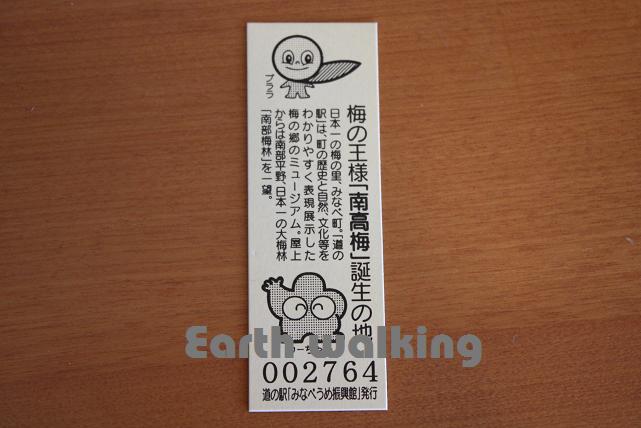 プララ
梅の王様「南高梅」誕生の地
日本一の梅の里、みなべ町。「道の
駅」は、町の歴史と自然、文化等を
わかりやすく表現展示した
梅の郷のミュージアム。屋上
からは南部平野、日本一の大梅林
「南部梅林」を一望。
Earth walking
002764
道の駅「みなべうめ振興館」発行